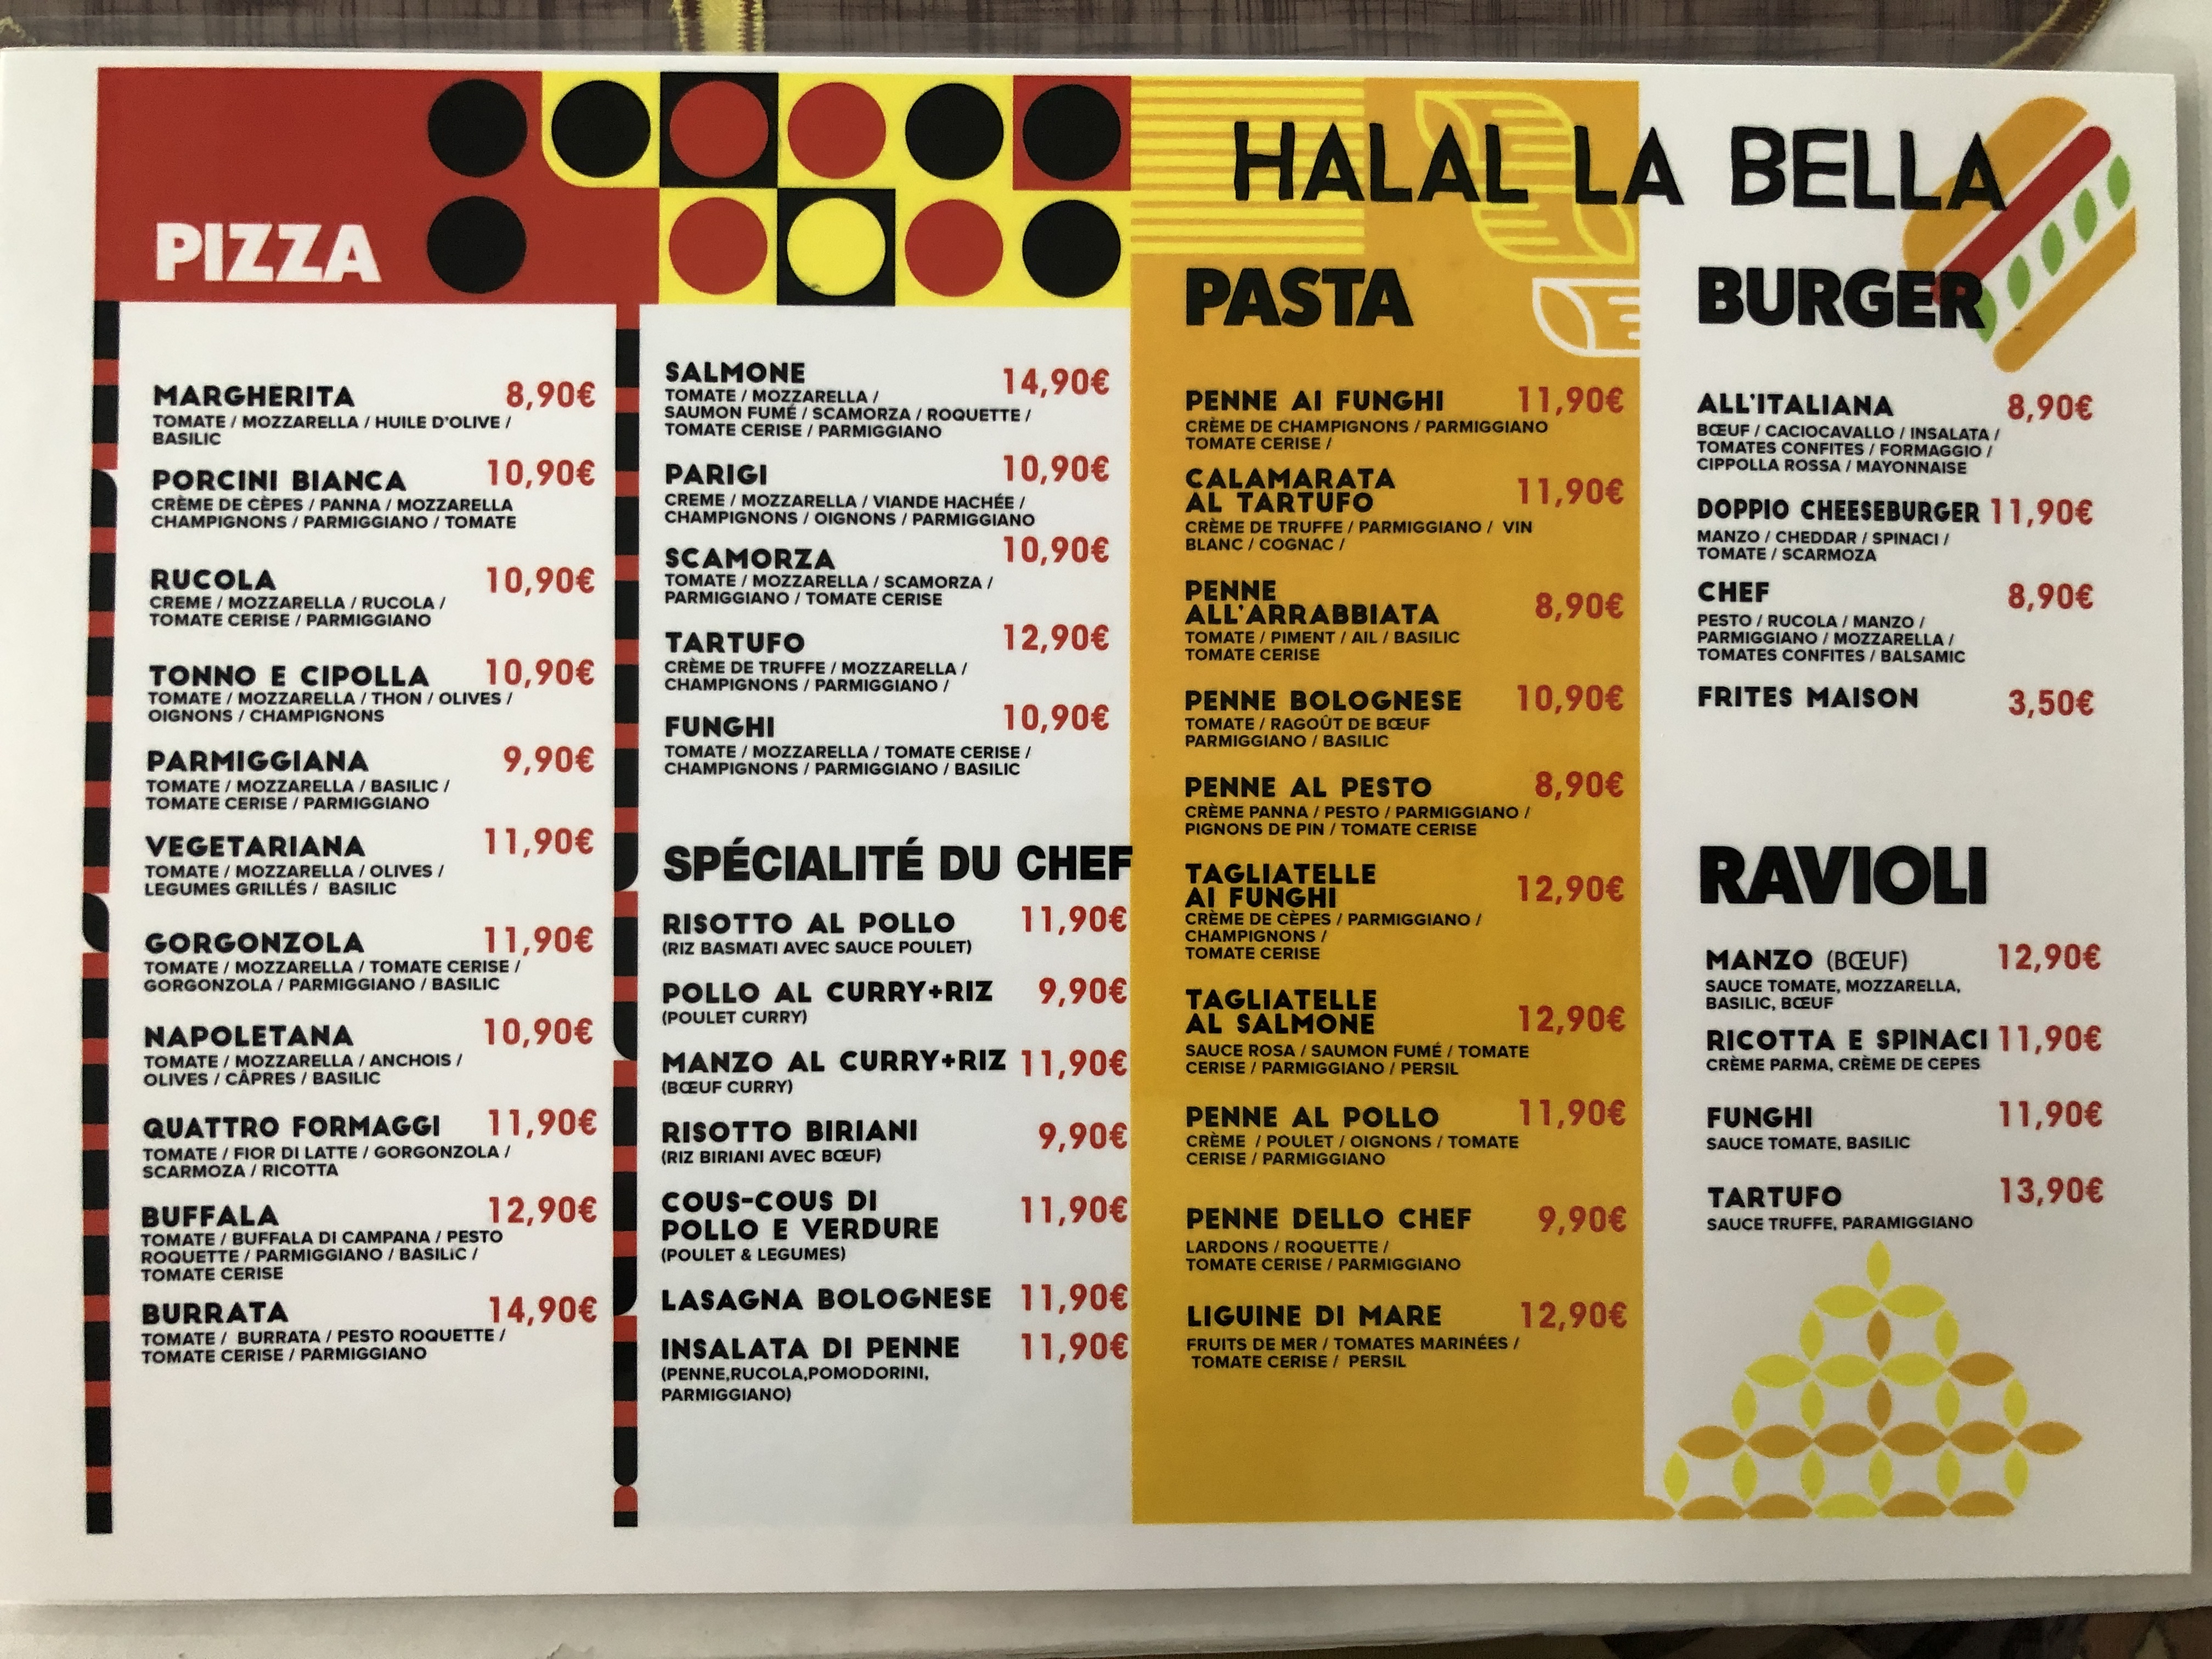 PIZZA
MARGHERITA 8,90€
TOMATE / MOZZARELLA / HUILE D'OLIVE /
BASILIC
PORCINI BIANCA 10,90€
CRÈME DE CÈPES / PANNA / MOZZARELLA
CHAMPIGNONS / PARMIGGIANO / TOMATE
RUCOLA 10,90€
CREME / MOZZARELLA / RUCOLA /
TOMATE CERISE / PARMIGGIANO
TONNO E CIPOLLA 10,90€
TOMATE / MOZZARELLA / THON / OLIVES /
OIGNONS / CHAMPIGNONS
PARMIGGIANA 9,90€
TOMATE / MOZZARELLA / BASILIC /
TOMATE CERISE / PARMIGGIANO
VEGETARIANA 11,90€
TOMATE / MOZZARELLA / OLIVES /
LEGUMES GRILLÉS / BASILIC
GORGONZOLA 11,90€
TOMATE / MOZZARELLA / TOMATE CERISE /
GORGONZOLA / PARMIGGIANO / BASILIC
NAPOLETANA 10,90€
TOMATE / MOZZARELLA / ANCHOIS /
OLIVES / CÂPRES / BASILIC
QUATTRO FORMAGGI 11,90€
TOMATE / FIOR DI LATTE / GORGONZOLA /
SCARMOZA / RICOTTA
BUFFALA 12,90€
TOMATE / BUFFALA DI CAMPANA / PESTO
ROQUETTE / PARMIGGIANO / BASILIC /
TOMATE CERISE
BURRATA 14,90€
TOMATE / BURRATA / PESTO ROQUETTE /
TOMATE CERISE / PARMIGGIANO
SALMONE 14,90€
TOMATE / MOZZARELLA /
SAUMON FUMÉ / SCAMORZA / ROQUETTE /
TOMATE CERISE / PARMIGGIANO
PARIGI 10,90€
CREME / MOZZARELLA / VIANDE HACHÉE /
CHAMPIGNONS / OIGNONS / PARMIGGIANO
SCAMORZA 10,90€
TOMATE / MOZZARELLA / SCAMORZA /
PARMIGGIANO / TOMATE CERISE
TARTUFO 12,90€
CRÈME DE TRUFFE / MOZZARELLA /
CHAMPIGNONS / PARMIGGIANO /
FUNGHI 10,90€
TOMATE / MOZZARELLA / TOMATE CERISE /
CHAMPIGNONS / PARMIGGIANO / BASILIC
SPÉCIALITÉ DU CHEF
RISOTTO AL POLLO 11,90€
(RIZ BASMATI AVEC SAUCE POULET)
POLLO AL CURRY+RIZ 9,90€
(POULET CURRY)
MANZO AL CURRY+RIZ 11,90€
(BŒUF CURRY)
RISOTTO BIRIANI 9,90€
(RIZ BIRIANI AVEC BŒUF)
COUS-COUS DI
POLLO E VERDURE 11,90€
(POULET & LEGUMES)
LASAGNA BOLOGNESE 11,90€
INSALATA DI PENNE 11,90€
(PENNE,RUCOLA,POMODORINI,
PARMIGGIANO)
HALAL LA BELLA
PASTA
PENNE AI FUNGHI 11,90€
CRÈME DE CHAMPIGNONS / PARMIGGIANO
TOMATE CERISE /
CALAMARATA
AL TARTUFO 11,90€
CRÈME DE TRUFFE / PARMIGGIANO / VIN
BLANC / COGNAC /
PENNE
ALL'ARRABBIATA 8,90€
TOMATE / PIMENT / AIL / BASILIC
TOMATE CERISE
PENNE BOLOGNESE 10,90€
TOMATE / RAGOÛT DE BŒUF
PARMIGGIANO / BASILIC
PENNE AL PESTO 8,90€
CRÈME PANNA / PESTO / PARMIGGIANO /
PIGNONS DE PIN / TOMATE CERISE
TAGLIATELLE
AI FUNGHI 12,90€
CRÈME DE CÈPES / PARMIGGIANO /
CHAMPIGNONS /
TOMATE CERISE
TAGLIATELLE
AL SALMONE 12,90€
SAUCE ROSA / SAUMON FUMÉ / TOMATE
CERISE / PARMIGGIANO / PERSIL
PENNE AL POLLO 11,90€
CRÈME / POULET / OIGNONS / TOMATE
CERISE / PARMIGGIANO
PENNE DELLO CHEF 9,90€
LARDONS / ROQUETTE /
TOMATE CERISE / PARMIGGIANO
LIGUINE DI MARE 12,90€
FRUITS DE MER / TOMATES MARINÉES /
TOMATE CERISE / PERSIL
BURGER
ALL'ITALIANA 8,90€
BŒUF / CACIOCAVALLO / INSALATA /
TOMATES CONFITES / FORMAGGIO /
CIPPOLLA ROSSA / MAYONNAISE
DOPPIO CHEESEBURGER 11,90€
MANZO / CHEDDAR / SPINACI /
TOMATE / SCARMOZA
CHEF 8,90€
PESTO / RUCOLA / MANZO /
PARMIGGIANO / MOZZARELLA /
TOMATES CONFITES / BALSAMIC
FRITES MAISON 3,50€
RAVIOLI
MANZO (BŒUF) 12,90€
SAUCE TOMATE, MOZZARELLA,
BASILIC, BŒUF
RICOTTA E SPINACI 11,90€
CRÈME PARMA, CRÈME DE CEPES
FUNGHI 11,90€
SAUCE TOMATE, BASILIC
TARTUFO 13,90€
SAUCE TRUFFE, PARAMIGGIANO